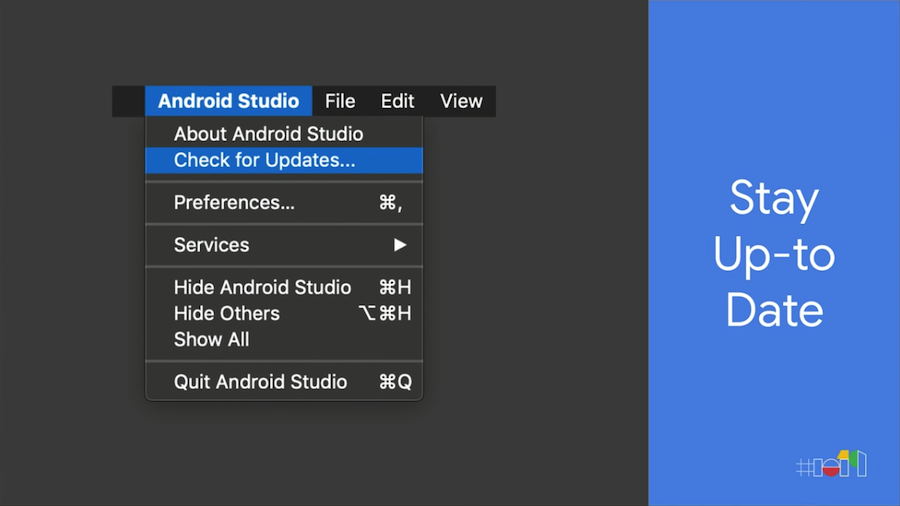 Android Studio File Edit View
About Android Studio
Check for Updates...
Preferences... ⌘,
Services ▶
Hide Android Studio ⌘H
Hide Others ⌥⌘H
Show All
Quit Android Studio ⌘Q
Stay
Up-to
Date